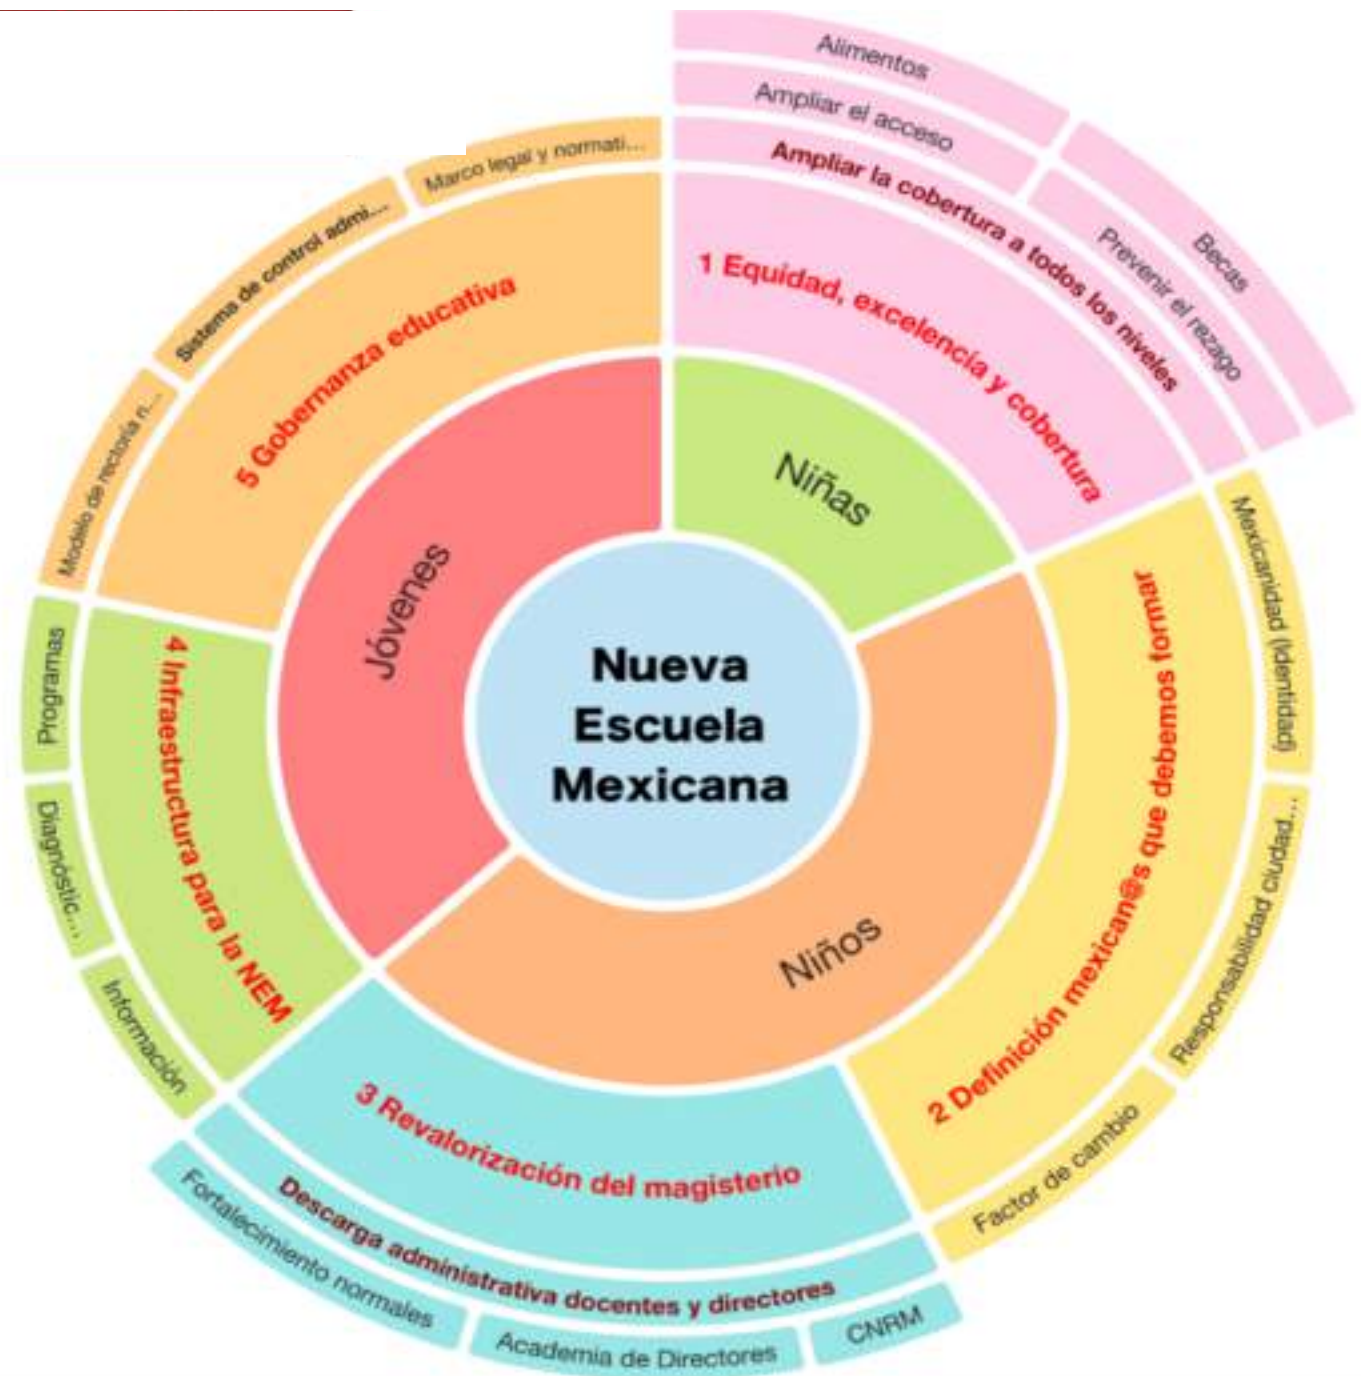 Nueva
Escuela
Mexicana
Niñas
Niños
Jóvenes
1 Equidad, excelencia y cobertura
Ampliar la cobertura a todos los niveles
Ampliar el acceso
Prevenir el rezago
Alimentos
Becas
2 Definición mexican@s que debemos formar
Mexicanidad (Identidad)
Responsabilidad ciudad...
Factor de cambio
3 Revalorización del magisterio
Descarga administrativa docentes y directores
CNRM
Academia de Directores
Fortalecimiento normales
4 Infraestructura para la NEM
Información
Diagnóstic...
Programas
5 Gobernanza educativa
Modelo de rectoría n...
Sistema de control admi...
Marco legal y normati...